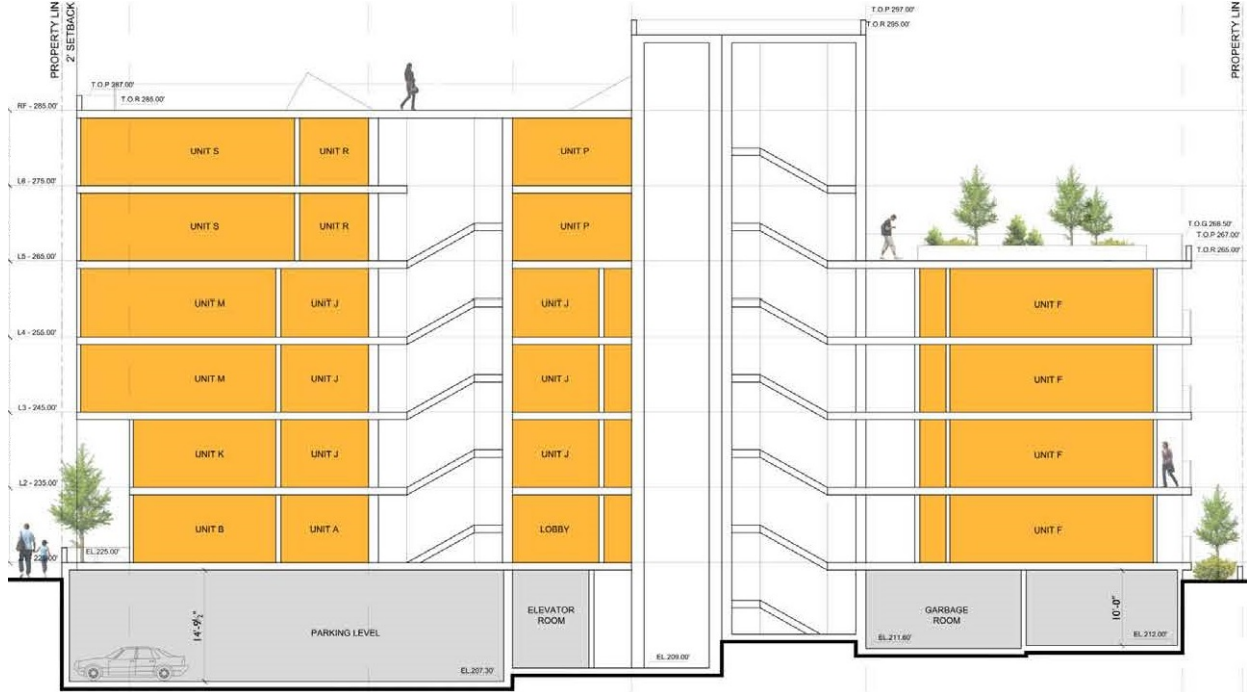 PROPERTY LIN
2' SETBACK
T.O.P 297.00'
T.O.R 295.00'
PROPERTY LIN
T.O.P 287.00'
T.O.R 285.00'
RF - 285.00'
UNIT S
UNIT R
UNIT P
L6 - 275.00'
UNIT S
UNIT R
UNIT P
T.O.G 268.50'
T.O.P 267.00'
T.O.R 265.00'
L5 - 265.00'
UNIT M
UNIT J
UNIT J
UNIT F
L4 - 255.00'
UNIT M
UNIT J
UNIT J
UNIT F
L3 - 245.00'
UNIT K
UNIT J
UNIT J
UNIT F
L2 - 235.00'
UNIT B
UNIT A
LOBBY
UNIT F
EL.225.00'
14'-9½"
PARKING LEVEL
EL.207.30'
ELEVATOR
ROOM
EL.209.00'
GARBAGE
ROOM
EL.211.60'
10'-0"
EL.212.00'